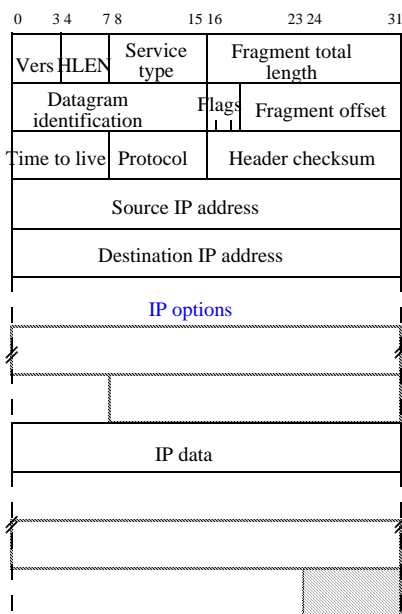 0 3 4 7 8 15 16 23 24 31
Vers HLEN Service type Fragment total length
Datagram identification Flags Fragment offset
Time to live Protocol Header checksum
Source IP address
Destination IP address
IP options
IP data